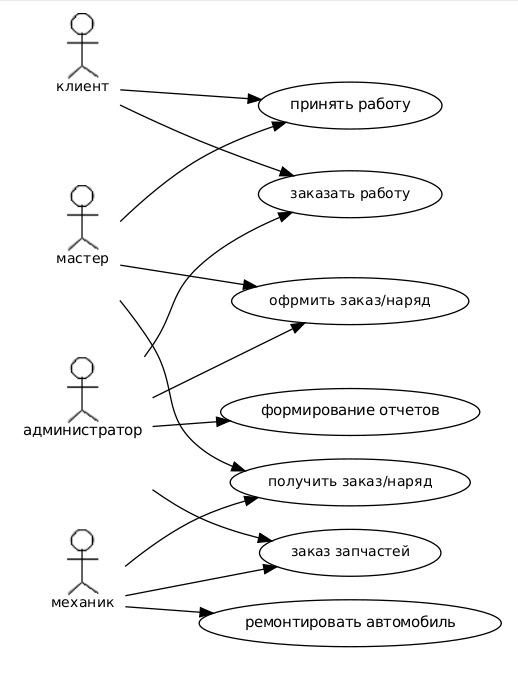 клиент
принять работу
заказать работу
мастер
офрмить заказ/наряд
формирование отчетов
администратор
получить заказ/наряд
заказ запчастей
механик
ремонтировать автомобиль